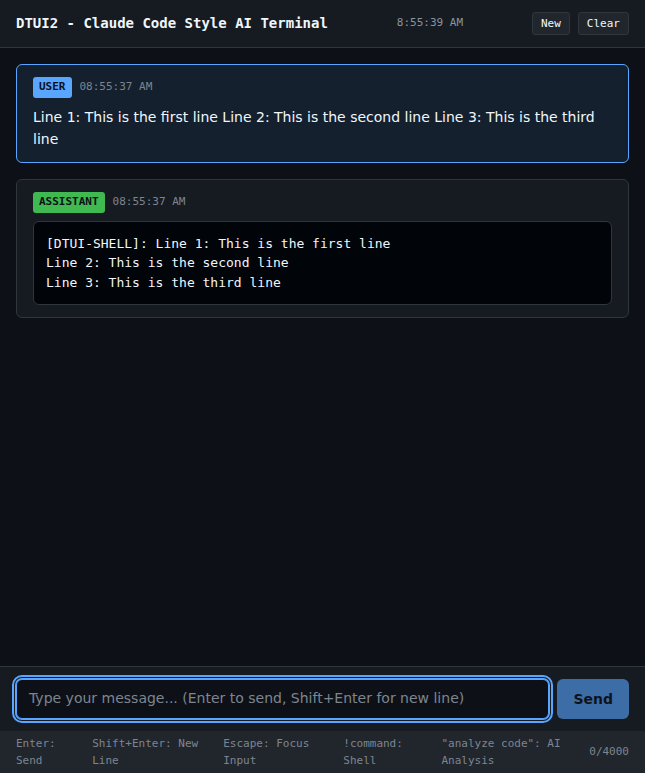 DTUI2 - Claude Code Style AI Terminal
8:55:39 AM
New
Clear
USER 08:55:37 AM
Line 1: This is the first line Line 2: This is the second line Line 3: This is the third
line
ASSISTANT 08:55:37 AM
[DTUI-SHELL]: Line 1: This is the first line
Line 2: This is the second line
Line 3: This is the third line
Type your message... (Enter to send, Shift+Enter for new line)
Send
Enter:
Send
Shift+Enter: New
Line
Escape: Focus
Input
!command:
Shell
"analyze code": AI
Analysis
0/4000